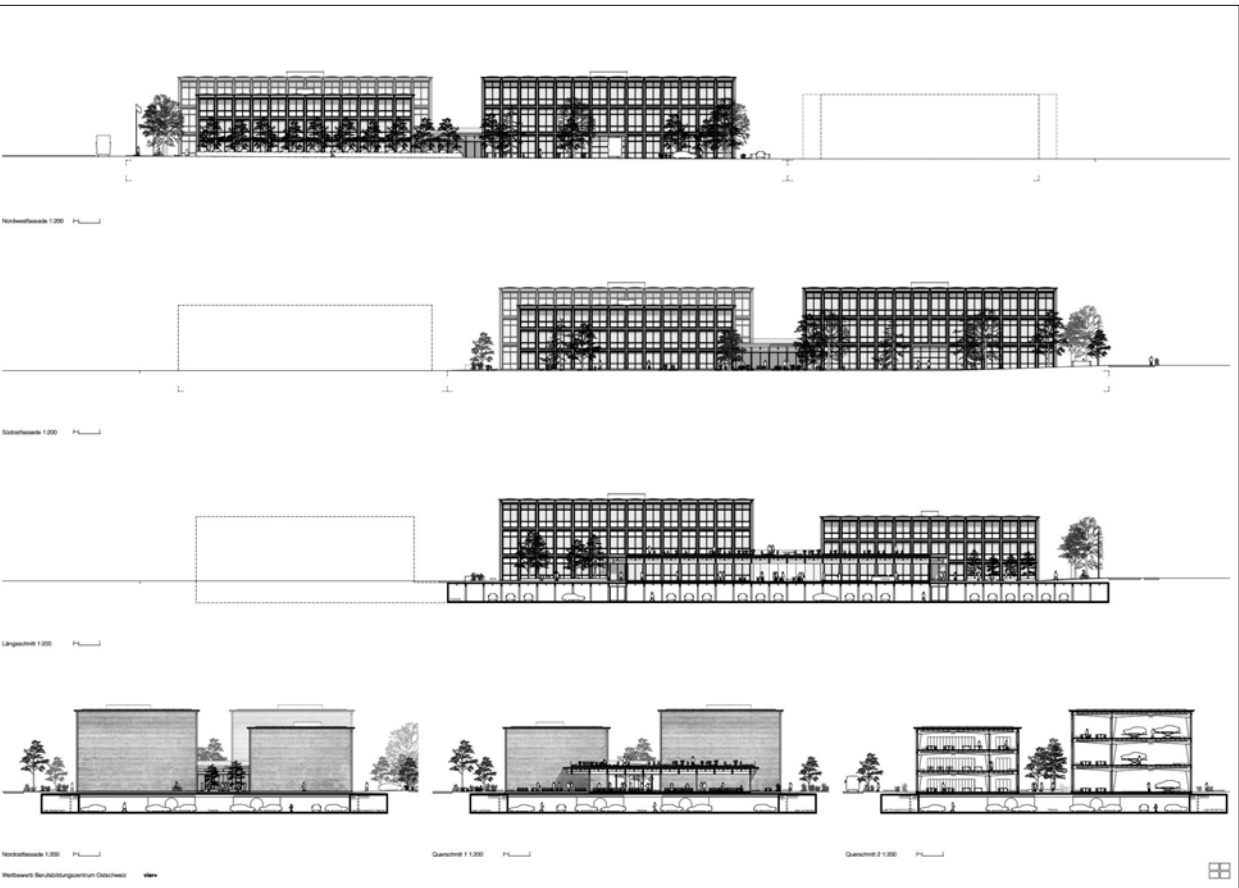 Nordwestfassade 1:200
Südostfassade 1:200
Längsschnitt 1:200
Nordostfassade 1:200
Querschnitt 1 1:200
Querschnitt 2 1:200
Wettbewerb Berufsbildungszentrum Ostschweiz vier+